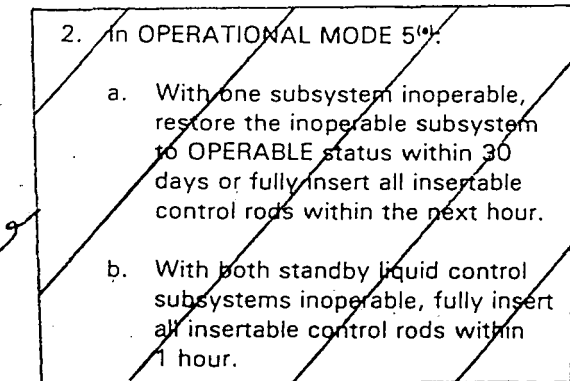 2. In OPERATIONAL MODE 5(a):
a. With one subsystem inoperable,
restore the inoperable subsystem
to OPERABLE status within 30
days or fully insert all insertable
control rods within the next hour.
b. With both standby liquid control
subsystems inoperable, fully insert
all insertable control rods within
1 hour.